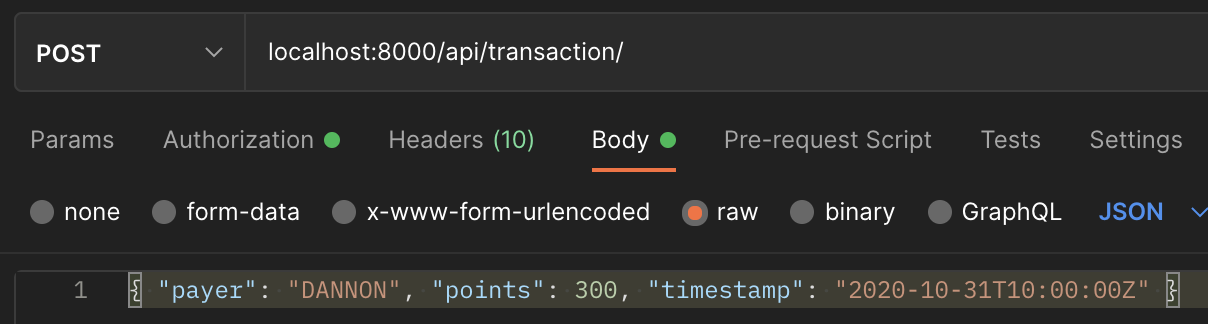 POST localhost:8000/api/transaction/
Params Authorization Headers (10) Body Pre-request Script Tests Settings
none form-data x-www-form-urlencoded raw binary GraphQL JSON
1 { "payer": "DANNON", "points": 300, "timestamp": "2020-10-31T10:00:00Z" }